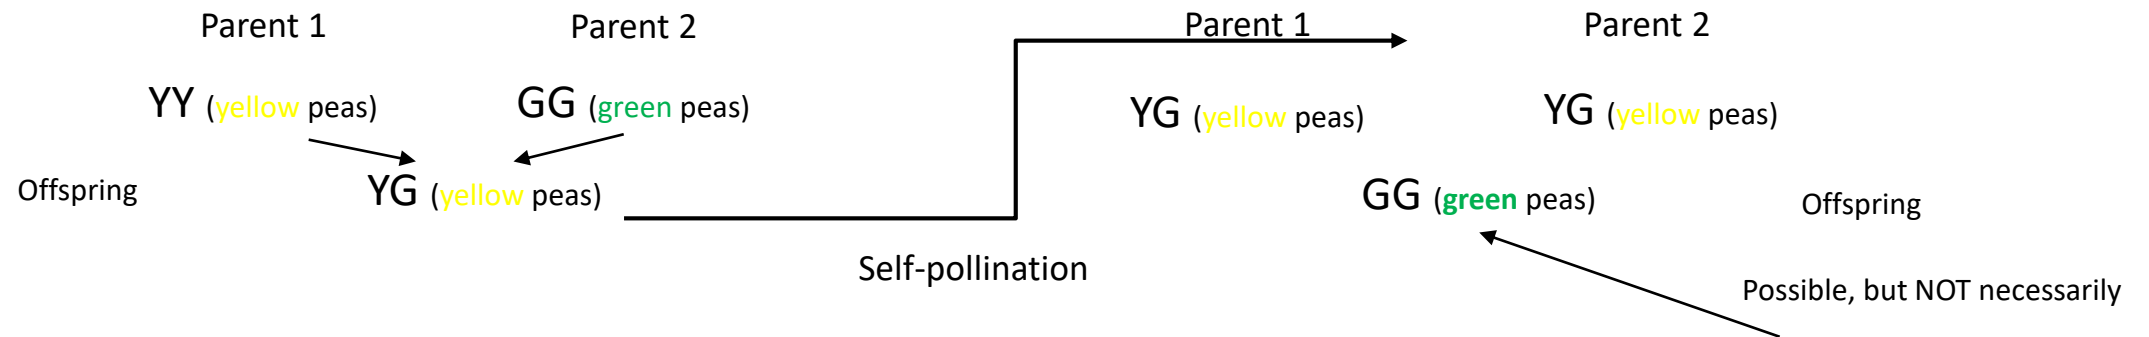 Parent 1
Parent 2
YY (yellow peas)
GG (green peas)
Offspring
YG (yellow peas)
Self-pollination
Parent 1
Parent 2
YG (yellow peas)
YG (yellow peas)
GG (green peas)
Offspring
Possible, but NOT necessarily